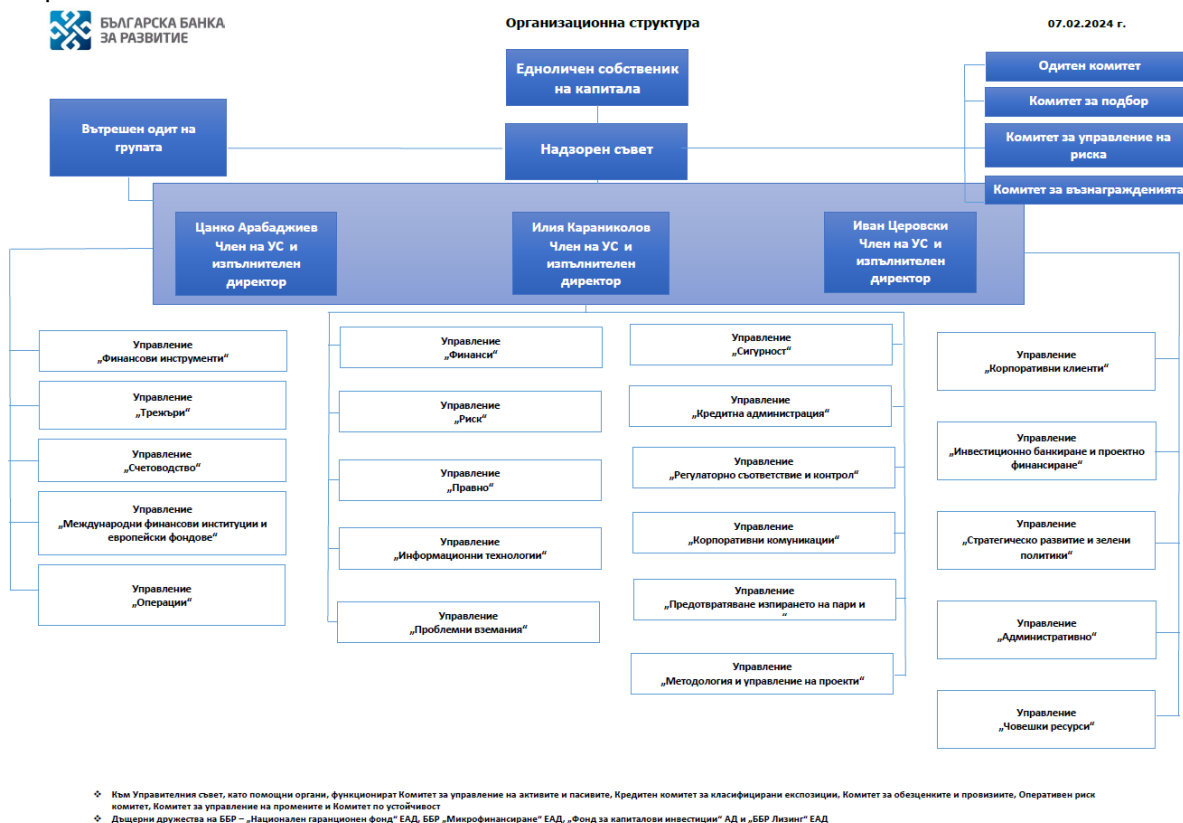 БЪЛГАРСКА БАНКА
ЗА РАЗВИТИЕ
Организационна структура
07.02.2024 г.
Едноличен собственик
на капитала
Одитен комитет
Комитет за подбор
Вътрешен одит на
групата
Надзорен съвет
Комитет за управление на
риска
Комитет за възнагражденията
Цанко Арабаджиев
Член на УС и
изпълнителен
директор
Илия Караниколов
Член на УС и
изпълнителен
директор
Иван Церовски
Член на УС и
изпълнителен
директор
Управление
„Финансови инструменти“
Управление
„Трежъри“
Управление
„Счетоводство“
Управление
„Международни финансови институции и
европейски фондове“
Управление
„Операции“
Управление
„Финанси“
Управление
„Риск“
Управление
„Правно“
Управление
„Информационни технологии“
Управление
„Проблемни вземания“
Управление
„Сигурност“
Управление
„Кредитна администрация“
Управление
„Регулаторно съответствие и контрол“
Управление
„Корпоративни комуникации“
Управление
„Предотвратяване изпирането на пари и
“
Управление
„Методология и управление на проекти“
Управление
„Корпоративни клиенти“
Управление
„Инвестиционно банкиране и проектно
финансиране“
Управление
„Стратегическо развитие и зелени
политики“
Управление
„Административно“
Управление
„Човешки ресурси“
❖ Към Управителния съвет, като помощни органи, функционират Комитет за управление на активите и пасивите, Кредитен комитет за класифицирани експозиции, Комитет за обезценките и провизиите, Оперативен риск
комитет, Комитет за управление на промените и Комитет по устойчивост
❖ Дъщерни дружества на ББР – „Национален гаранционен фонд“ ЕАД, ББР „Микрофинансиране“ ЕАД, „Фонд за капиталови инвестиции“ АД и „ББР Лизинг“ ЕАД